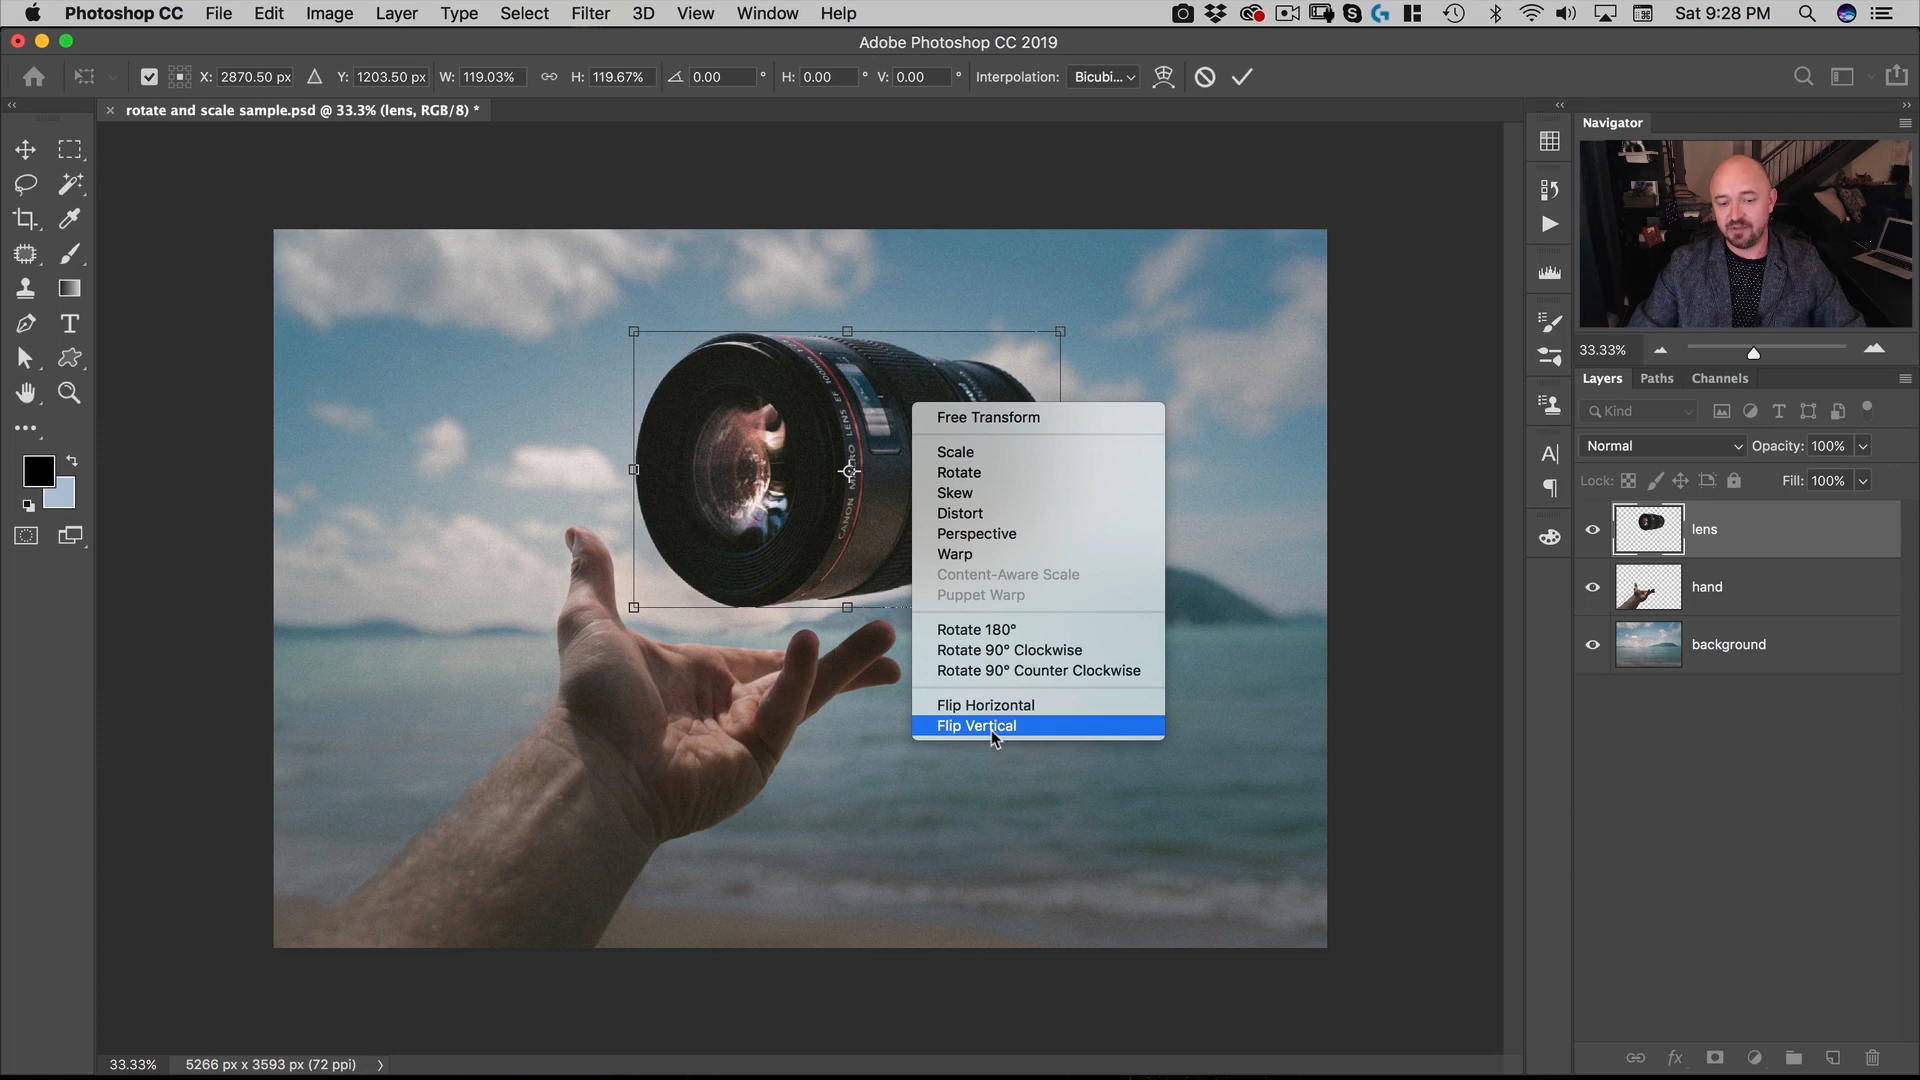 Photoshop CC File Edit Image Layer Type Select Filter 3D View Window Help Sat 9:28 PM
Adobe Photoshop CC 2019
X: 2870.50 px Y: 1203.50 px W: 119.03% H: 119.67% 0.00 ° H: 0.00 ° V: 0.00 ° Interpolation: Bicubi...
rotate and scale sample.psd @ 33.3% (lens, RGB/8) *
Navigator
33.33%
Layers Paths Channels
Kind
Normal Opacity: 100%
Lock: Fill: 100%
lens
hand
background
Free Transform
Scale
Rotate
Skew
Distort
Perspective
Warp
Content-Aware Scale
Puppet Warp
Rotate 180°
Rotate 90° Clockwise
Rotate 90° Counter Clockwise
Flip Horizontal
Flip Vertical
CANON MACRO LENS EF 100mm
33.33% 5266 px x 3593 px (72 ppi)